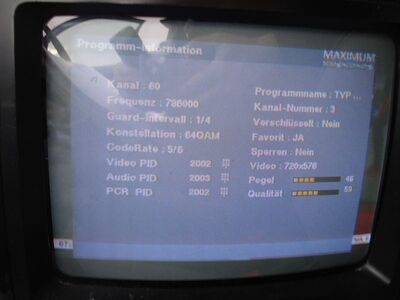 Programm-Information
MAXIMUM
Kanal : 60
Frequenz : 786000
Guard-Intervall : 1/4
Konstellation : 64QAM
CodeRate : 5/6
Video PID 2002
Audio PID 2003
PCR PID 2002
Programmname : TVP ...
Kanal-Nummer : 3
Verschlüsselt : Nein
Favorit : JA
Sperren : Nein
Video : 720x576
Pegel 46
Qualität 59